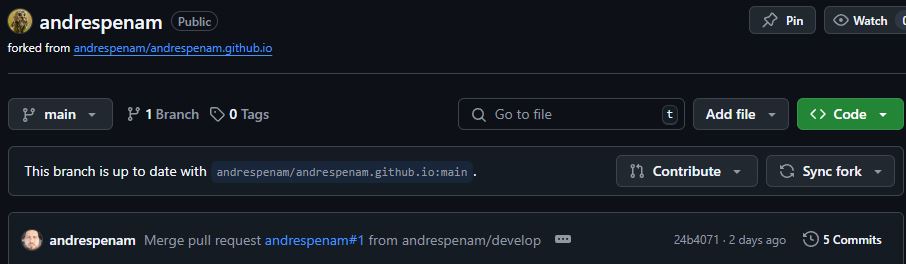 andrespenam Public Pin Watch
forked from andrespenam/andrespenam.github.io
main 1 Branch 0 Tags Go to file t Add file <> Code
This branch is up to date with andrespenam/andrespenam.github.io:main. Contribute Sync fork
andrespenam Merge pull request andrespenam#1 from andrespenam/develop ... 24b4071 · 2 days ago 5 Commits